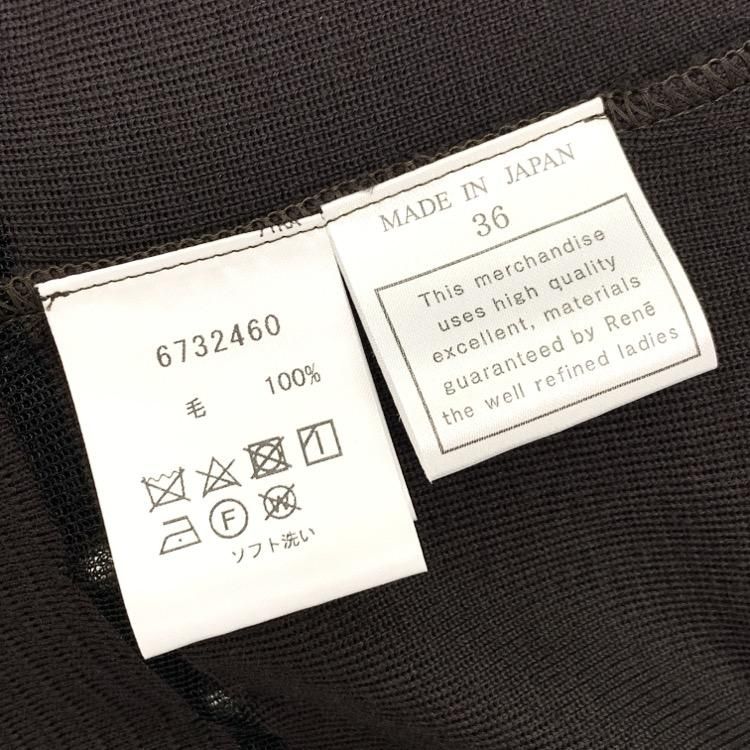 6732460
毛 100%
F
W
ソフト洗い
MADE IN JAPAN
36
This merchandise
uses high quality
excellent, materials
guaranteed by René
the well refined ladies